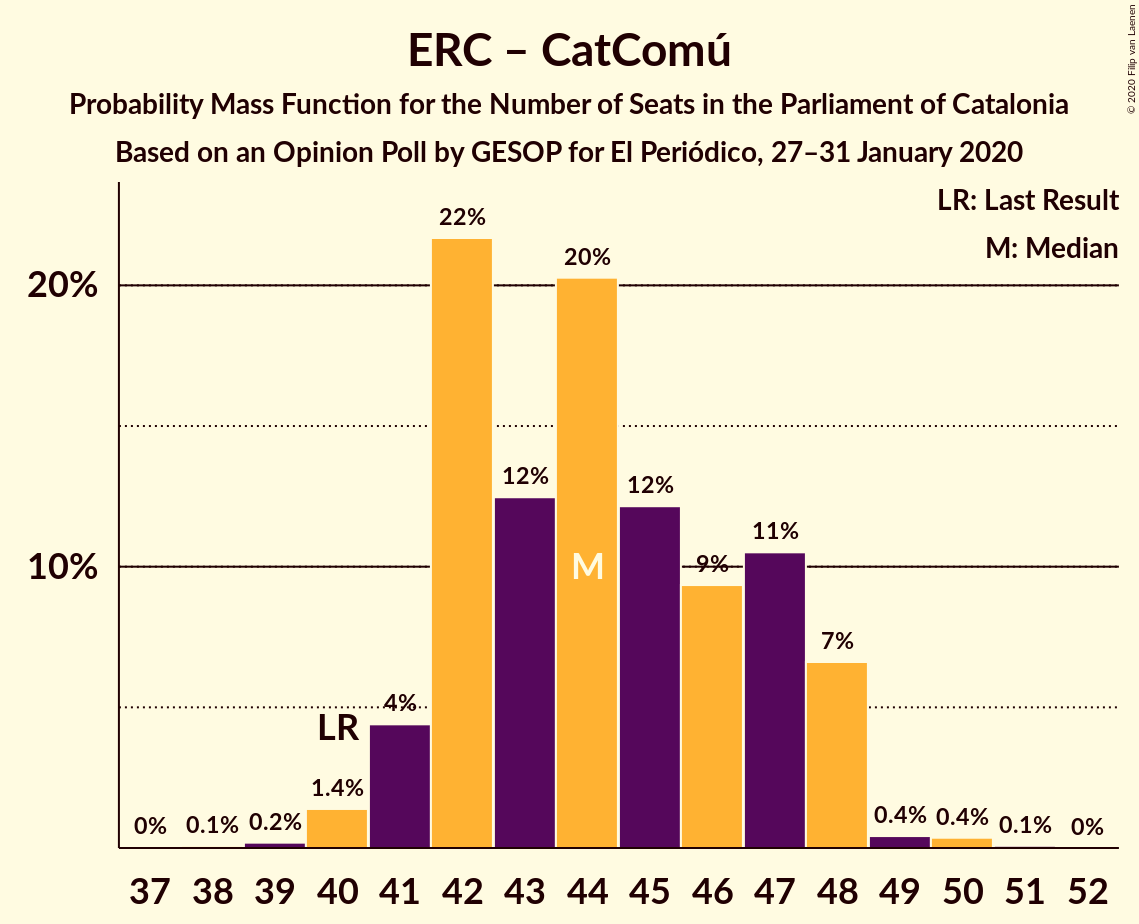 ERC – CatComú
Probability Mass Function for the Number of Seats in the Parliament of Catalonia
Based on an Opinion Poll by GESOP for El Periódico, 27–31 January 2020
© 2020 Filip van Laenen
LR: Last Result
M: Median
20%
10%
0%
0.1%
0.2%
1.4%
LR
4%
22%
12%
20%
M
12%
9%
11%
7%
0.4%
0.4%
0.1%
0%
37 38 39 40 41 42 43 44 45 46 47 48 49 50 51 52